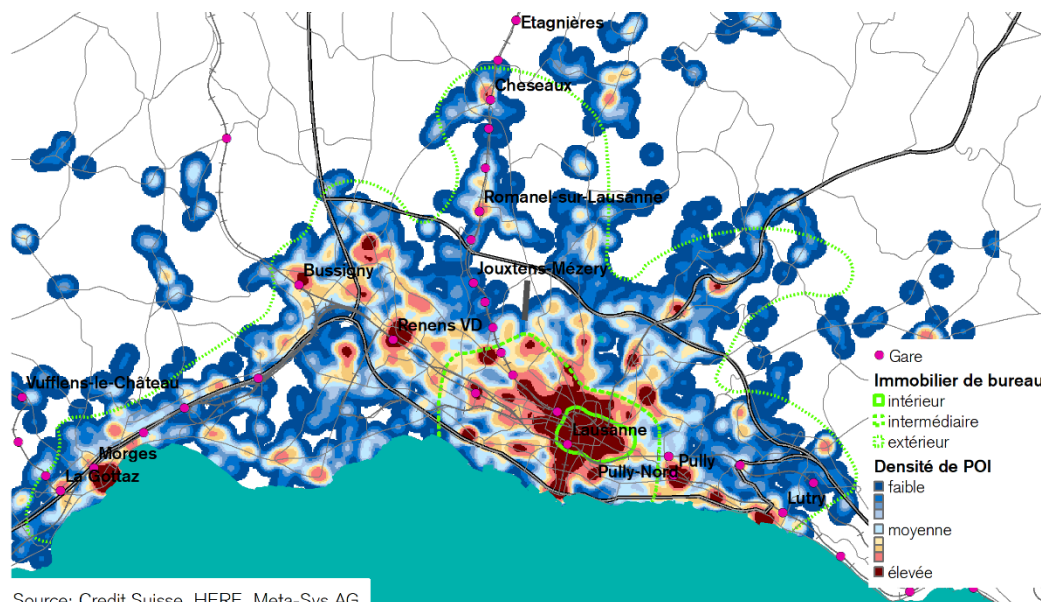 Etagnières
Cheseaux
Romanel-sur-Lausanne
Jouxtens-Mézery
Bussigny
Renens VD
Vufflens-le-Château
Lausanne
Morges
Pully
La Gottaz
Pully-Nord
Lutry
Gare
Immobilier de bureau
intérieur
intermédiaire
extérieur
Densité de POI
faible
moyenne
élevée
Source: Credit Suisse, HERE, Meta-Sys AG